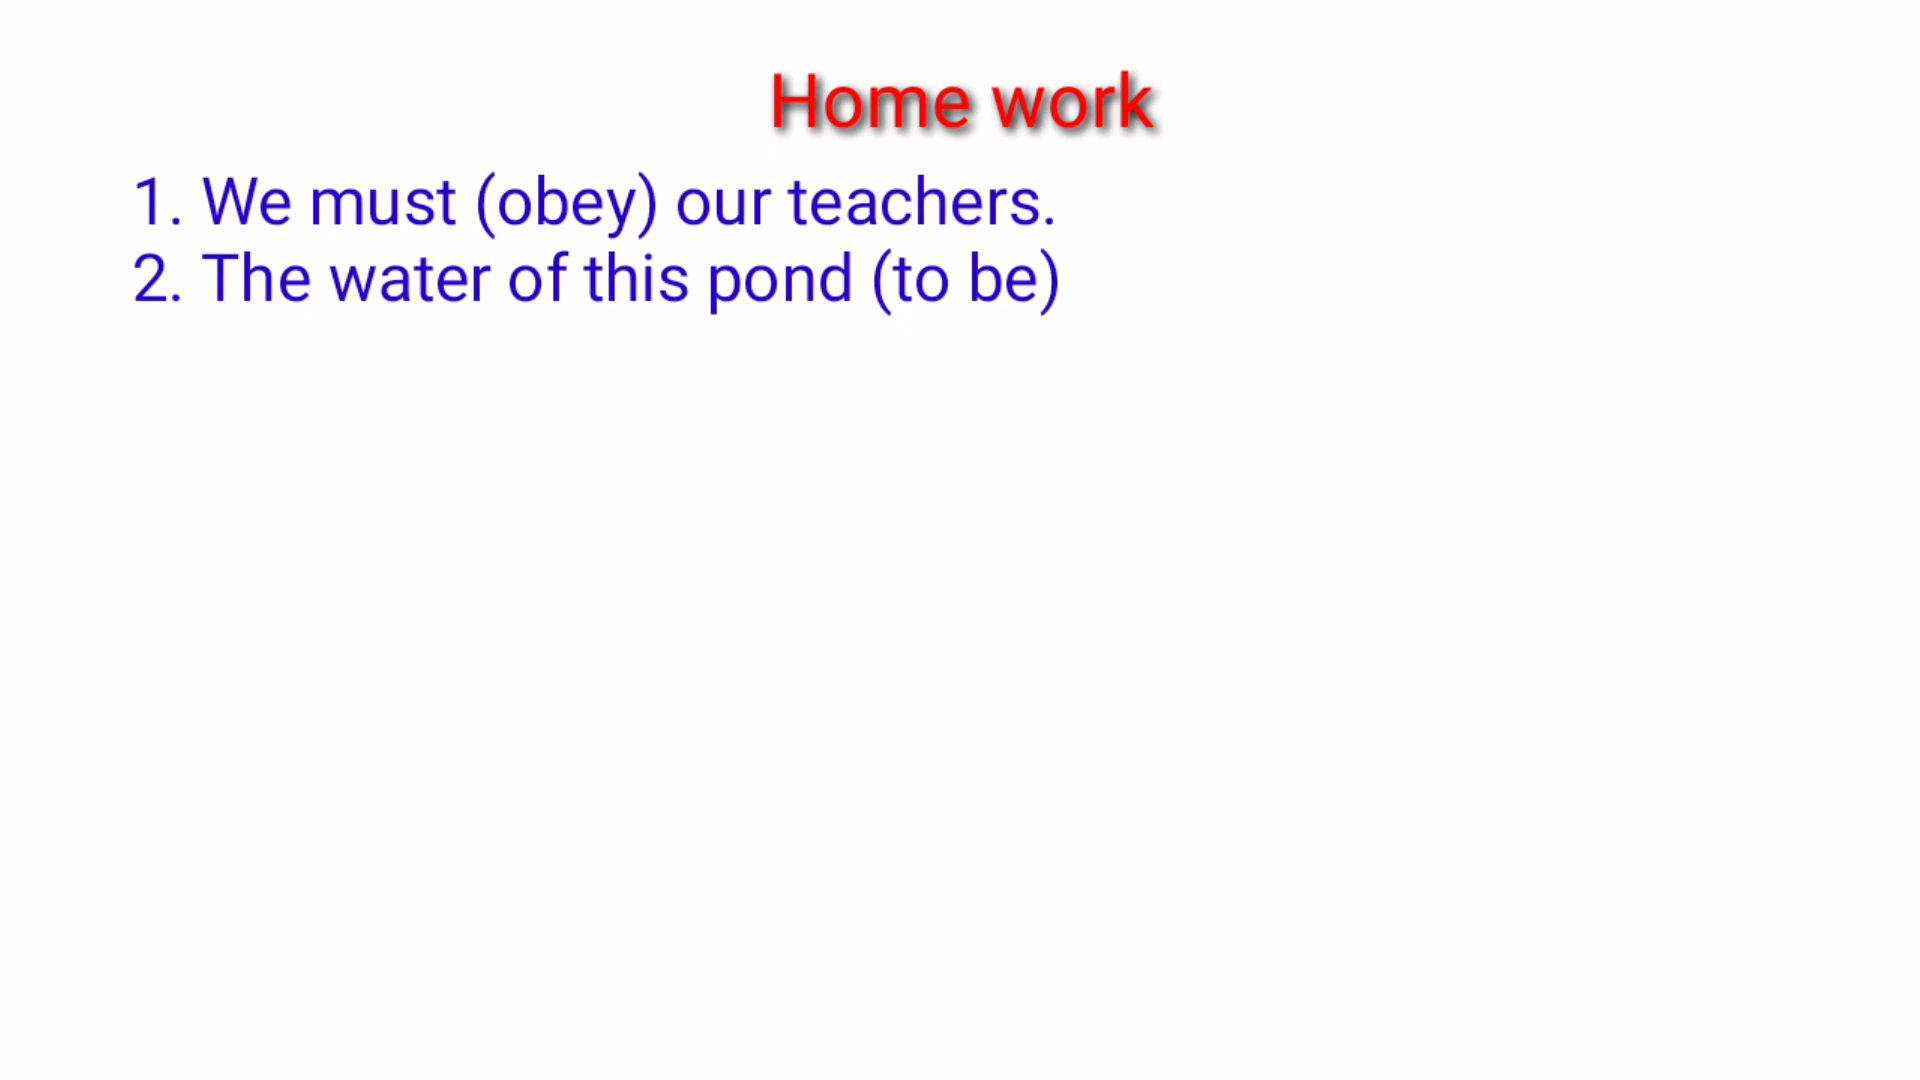 Home work
1. We must (obey) our teachers.
2. The water of this pond (to be)